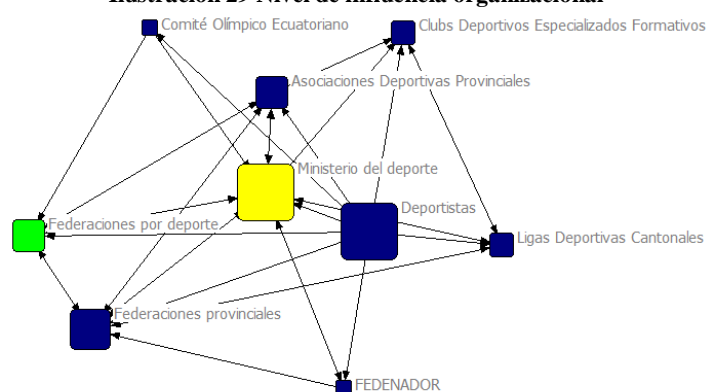 Ilustración 29 Nivel de influencia organizacional
Comité Olímpico Ecuatoriano
Clubs Deportivos Especializados Formativos
Asociaciones Deportivas Provinciales
Ministerio del deporte
Deportistas
Federaciones por deporte
Ligas Deportivas Cantonales
Federaciones provinciales
FEDENADOR